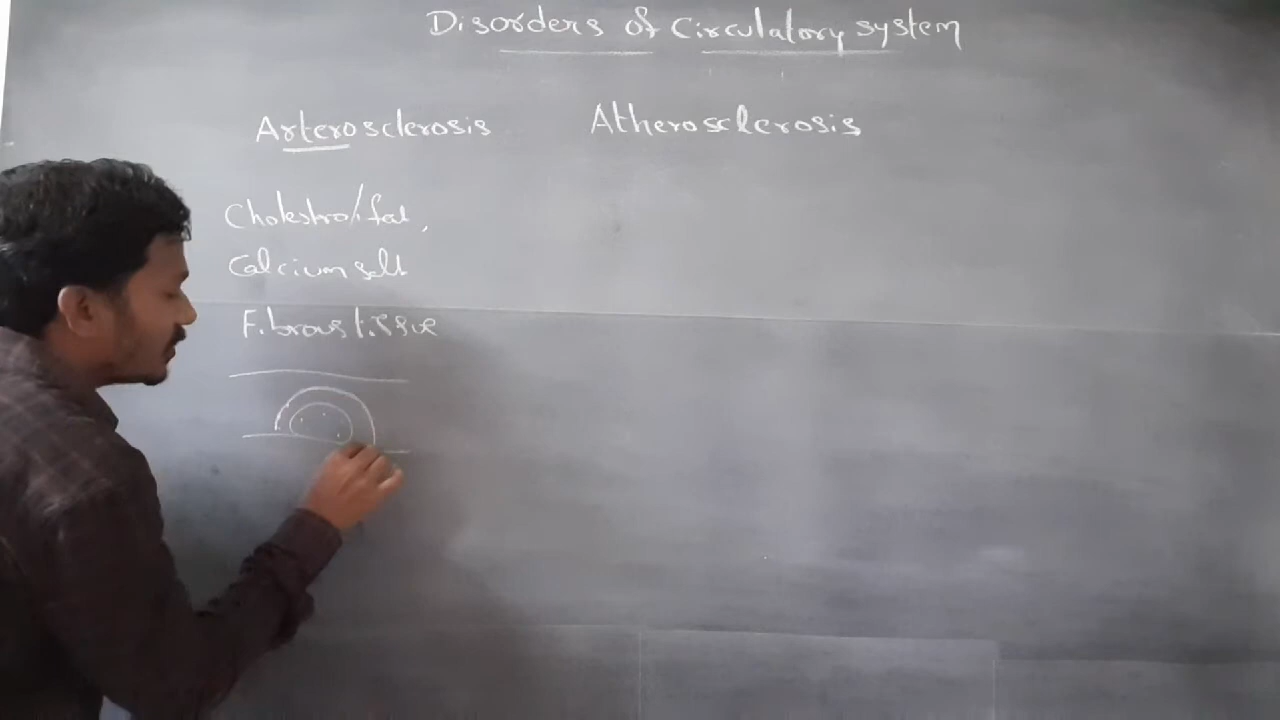 Disorders of Circulatory system
Arterosclerosis Atherosclerosis
Cholestrol/fat,
Calcium salt
Fibrous tissue